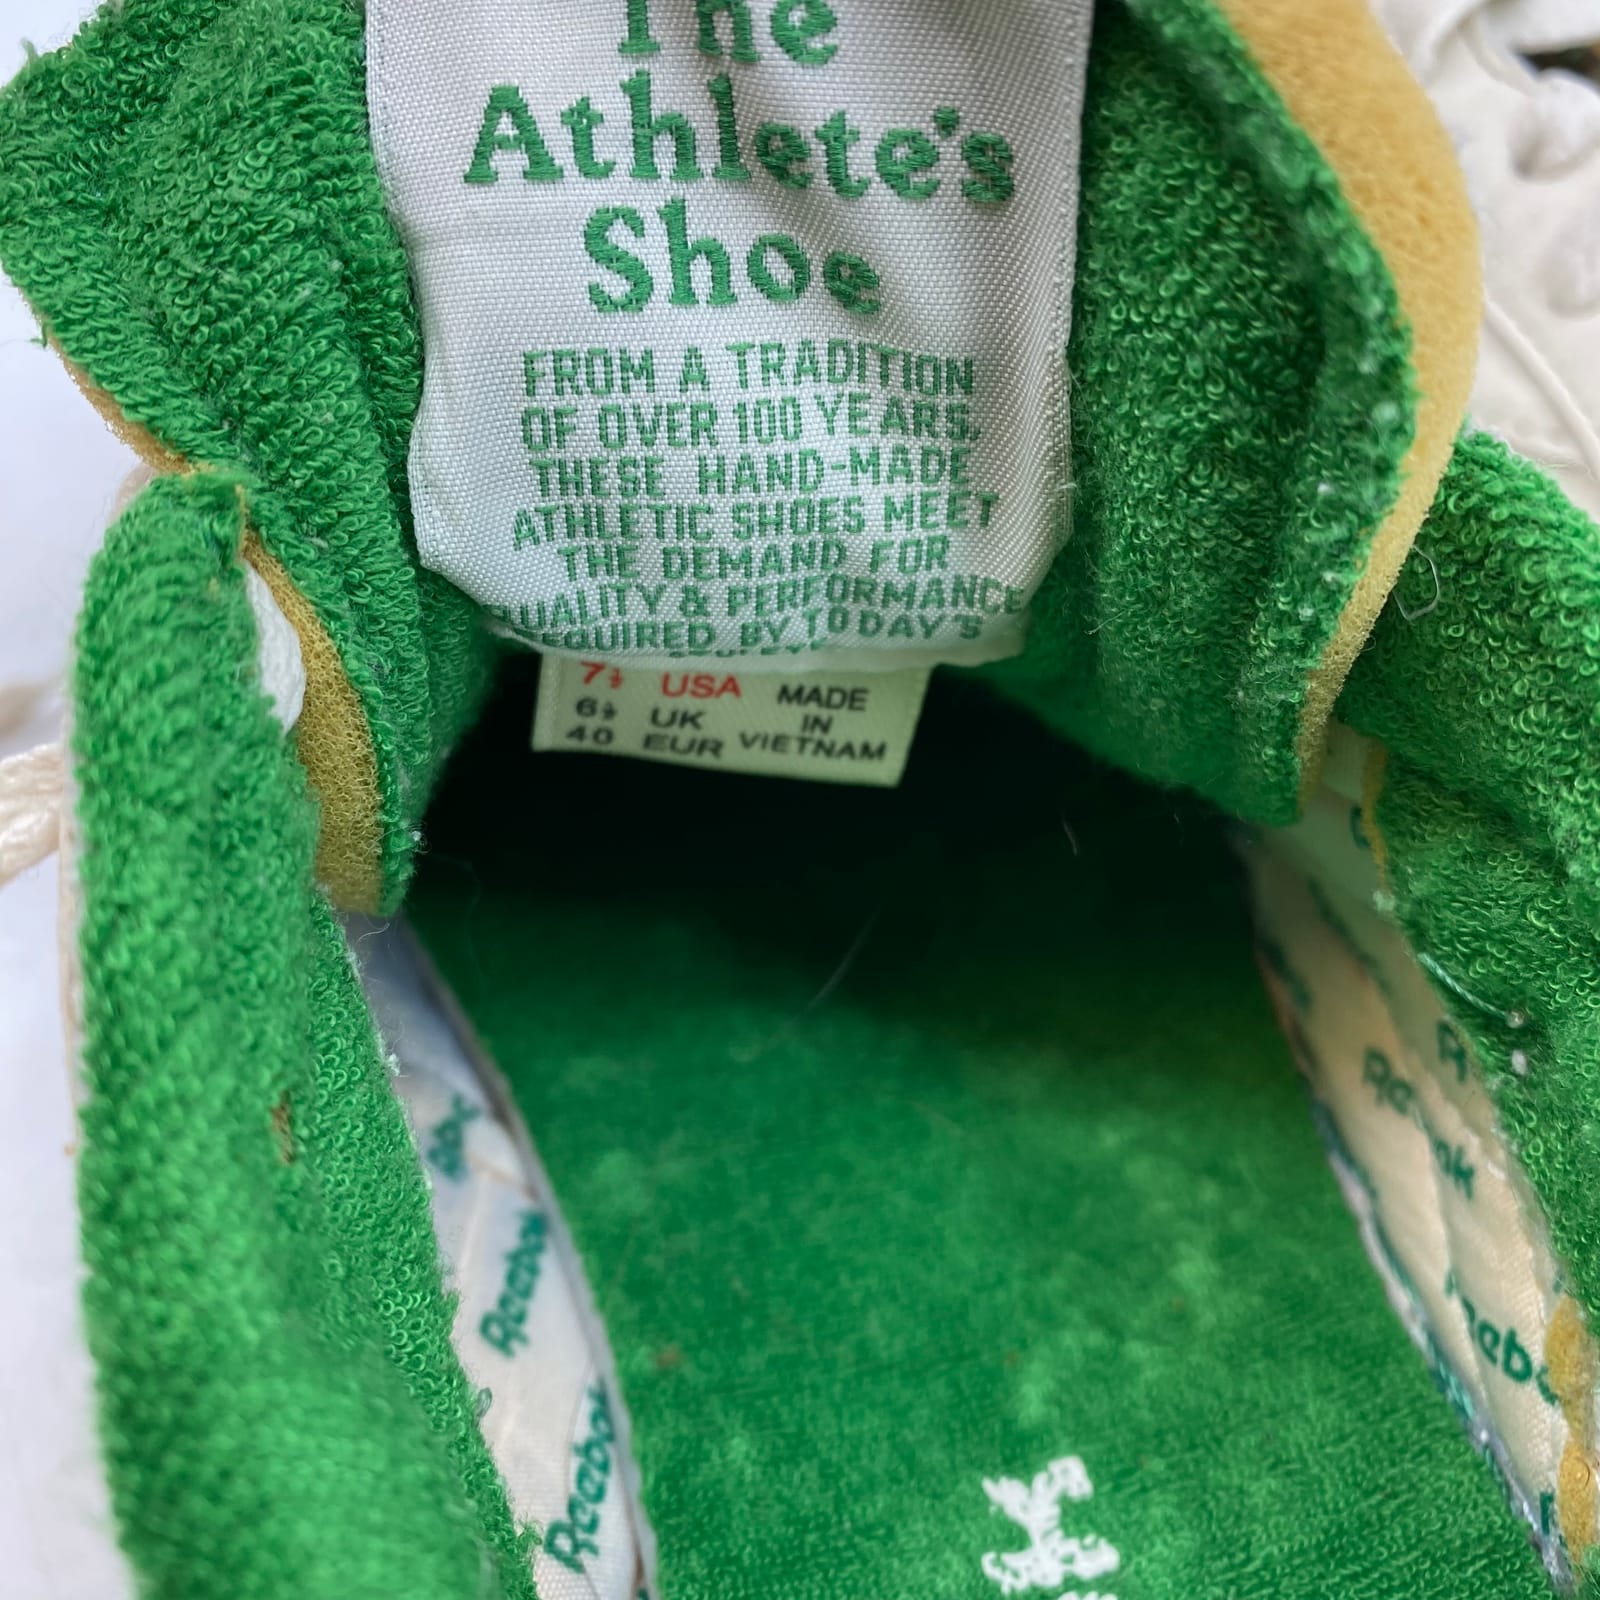 The
Athlete's
Shoe
FROM A TRADITION
OF OVER 100 YEARS.
THESE HAND-MADE
ATHLETIC SHOES MEET
THE DEMAND FOR
QUALITY & PERFORMANCE
REQUIRED BY TODAY'S
7½ USA MADE
6½ UK IN
40 EUR VIETNAM
Reebok
Reebok
Reebok